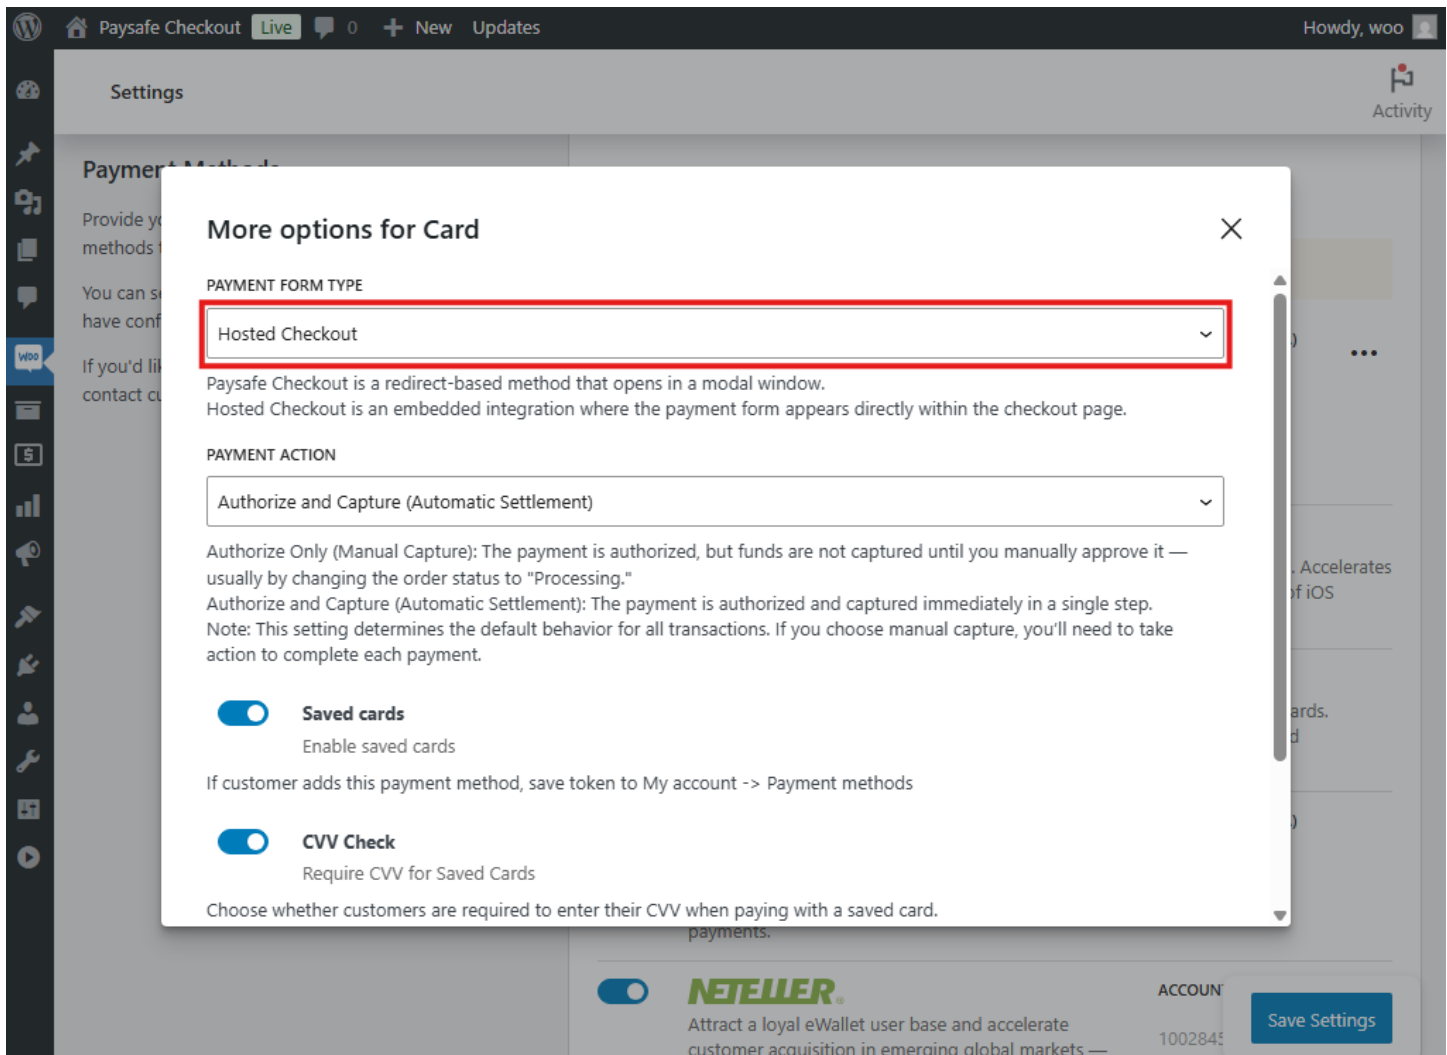 Paysafe Checkout Live 0 New Updates Howdy, woo
Settings
Activity
Payment Methods
Provide
methods
You can
have
If you'd
contact
More options for Card
PAYMENT FORM TYPE
Hosted Checkout
Paysafe Checkout is a redirect-based method that opens in a modal window.
Hosted Checkout is an embedded integration where the payment form appears directly within the checkout page.
PAYMENT ACTION
Authorize and Capture (Automatic Settlement)
Authorize Only (Manual Capture): The payment is authorized, but funds are not captured until you manually approve it —
usually by changing the order status to "Processing."
Authorize and Capture (Automatic Settlement): The payment is authorized and captured immediately in a single step.
Note: This setting determines the default behavior for all transactions. If you choose manual capture, you'll need to take
action to complete each payment.
Saved cards
Enable saved cards
If customer adds this payment method, save token to My account -> Payment methods
CVV Check
Require CVV for Saved Cards
Choose whether customers are required to enter their CVV when paying with a saved card.
Woo
. Accelerates
of iOS
ards.
payments.
NETELLER®
ACCOUN
Attract a loyal eWallet user base and accelerate
1002845
customer acquisition in emerging global markets —
Save Settings